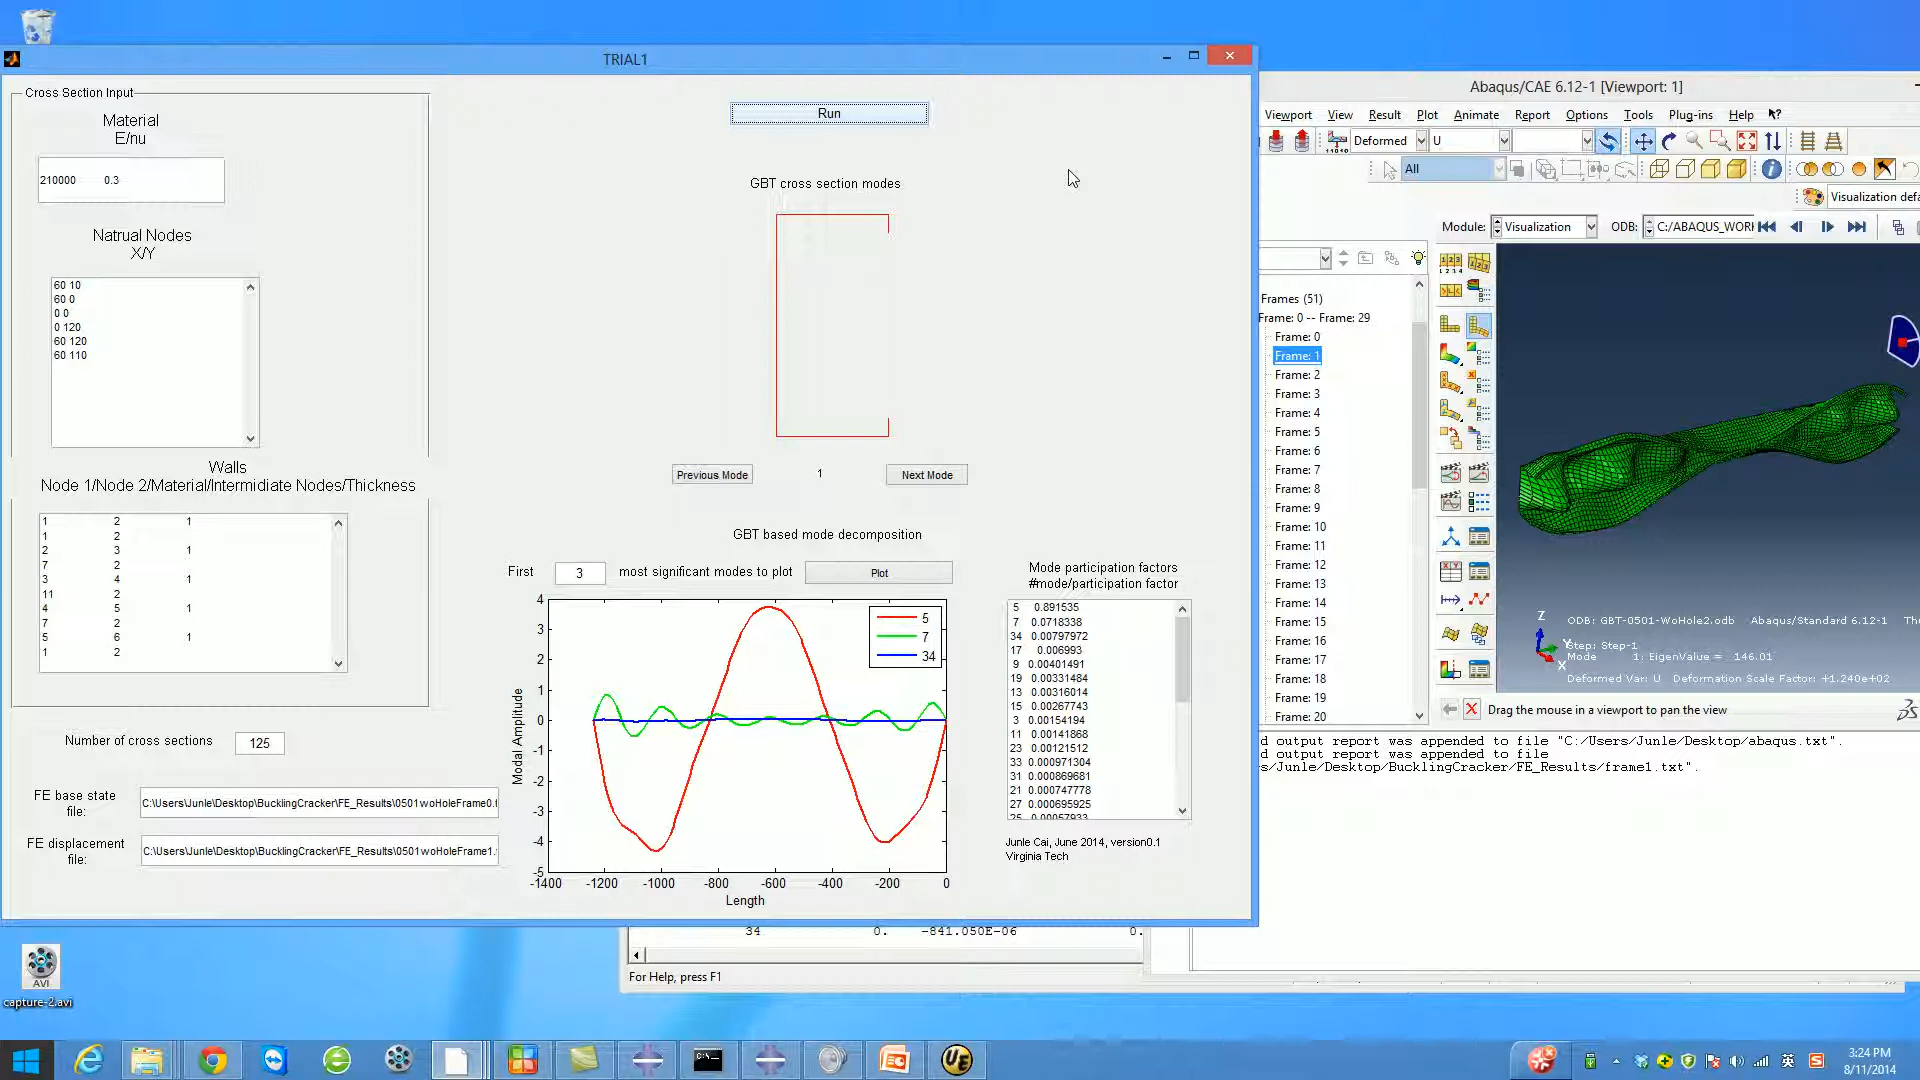 TRIAL1
Cross Section Input
Material
E/nu
210000 0.3
Natrual Nodes
X/Y
60 10
60 0
0 0
0 120
60 120
60 110
Walls
Node 1/Node 2/Material/Intermidiate Nodes/Thickness
1 2 1
1 2
2 3 1
7 2
3 4 1
11 2
4 5 1
7 2
5 6 1
1 2
Number of cross sections 125
FE base state
file:
C:\Users\Junle\Desktop\BucklingCracker\FE_Results\0501woHoleFrame0.t
FE displacement
file:
C:\Users\Junle\Desktop\BucklingCracker\FE_Results\0501woHoleFrame1.
Run
GBT cross section modes
Previous Mode 1 Next Mode
GBT based mode decomposition
First 3 most significant modes to plot Plot
4
3
2
1
0
-1
-2
-3
-4
-5
Modal Amplitude
-1400 -1200 -1000 -800 -600 -400 -200 0
Length
5
7
34
Mode participation factors
#mode/participation factor
5 0.891535
7 0.0718338
34 0.00797972
17 0.006993
9 0.00401491
19 0.00331484
13 0.00316014
15 0.00267743
3 0.00154194
11 0.00141868
23 0.00121512
33 0.000971304
31 0.000869681
21 0.000747778
27 0.000695925
25 0.00057933
Junle Cai, June 2014, version0.1
Virginia Tech
Abaqus/CAE 6.12-1 [Viewport: 1]
Viewport View Result Plot Animate Report Options Tools Plug-ins Help
Deformed U
All
Visualization defa
Module: Visualization ODB: C:/ABAQUS_WORK
Frames (51)
Frame: 0 -- Frame: 29
Frame: 0
Frame: 1
Frame: 2
Frame: 3
Frame: 4
Frame: 5
Frame: 6
Frame: 7
Frame: 8
Frame: 9
Frame: 10
Frame: 11
Frame: 12
Frame: 13
Frame: 14
Frame: 15
Frame: 16
Frame: 17
Frame: 18
Frame: 19
Frame: 20
Z
Y
X
ODB: GBT-0501-WoHole2.odb Abaqus/Standard 6.12-1
Step: Step-1
Mode 1: EigenValue = 146.01
Deformed Var: U Deformation Scale Factor: +1.240e+02
Drag the mouse in a viewport to pan the view
d output report was appended to file "C:/Users/Junle/Desktop/abaqus.txt".
d output report was appended to file
s/Junle/Desktop/BucklingCracker/FE_Results/frame1.txt".
34 0. -841.050E-06 0.
For Help, press F1
AVI
capture-2.avi
英
3:24 PM
8/11/2014